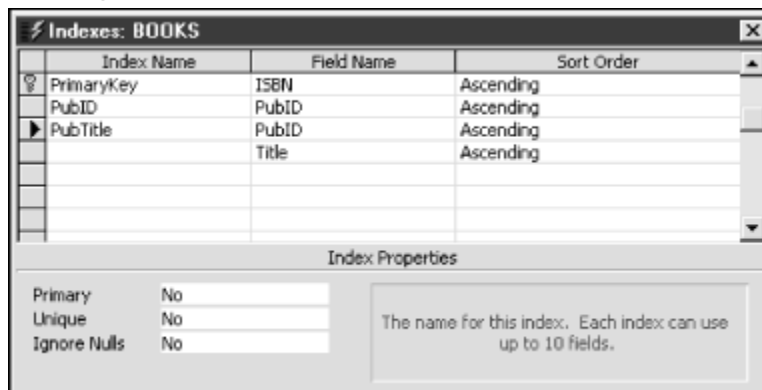 Indexes: BOOKS
Index Name Field Name Sort Order
PrimaryKey ISBN Ascending
PubID PubID Ascending
PubTitle PubID Ascending
Title Ascending
Index Properties
Primary No
Unique No
Ignore Nulls No
The name for this index. Each index can use
up to 10 fields.